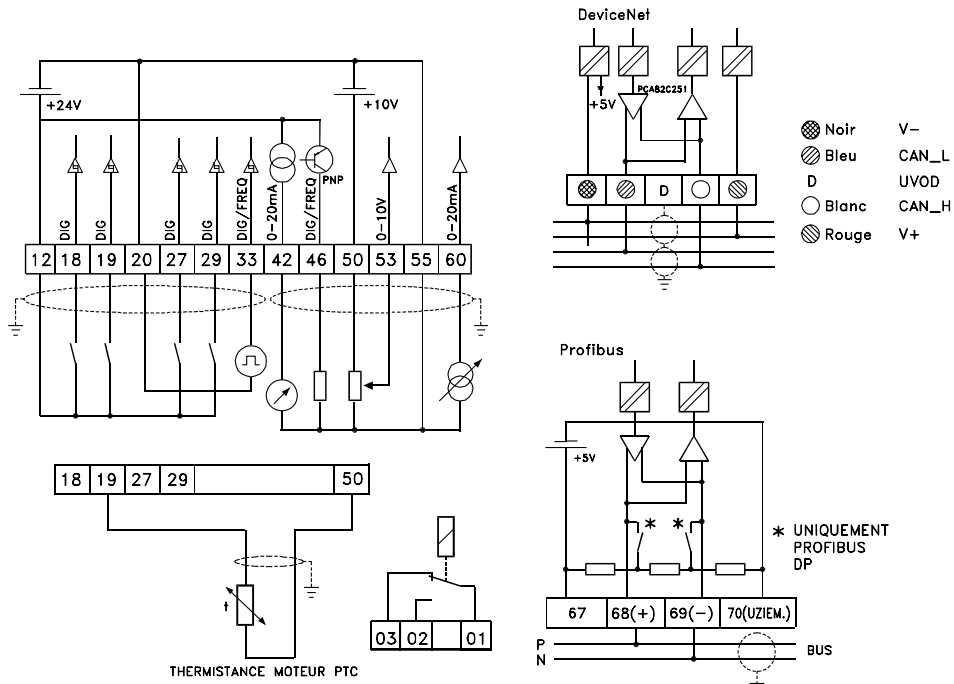 DeviceNet
+5V
PCA82C251
D
Noir V-
Bleu CAN_L
D UVOD
Blanc CAN_H
Rouge V+
+24V
+10V
PNP
DIG
DIG
DIG
DIG
DIG/FREQ
0-20mA
DIG/FREQ
0-10V
0-20mA
12 18 19 20 27 29 33 42 46 50 53 55 60
Profibus
+5V
* *
* UNIQUEMENT
PROFIBUS
DP
67 68(+) 69(-) 70(UZIEM.)
P
N
BUS
18 19 27 29 50
t
THERMISTANCE MOTEUR PTC
03 02 01